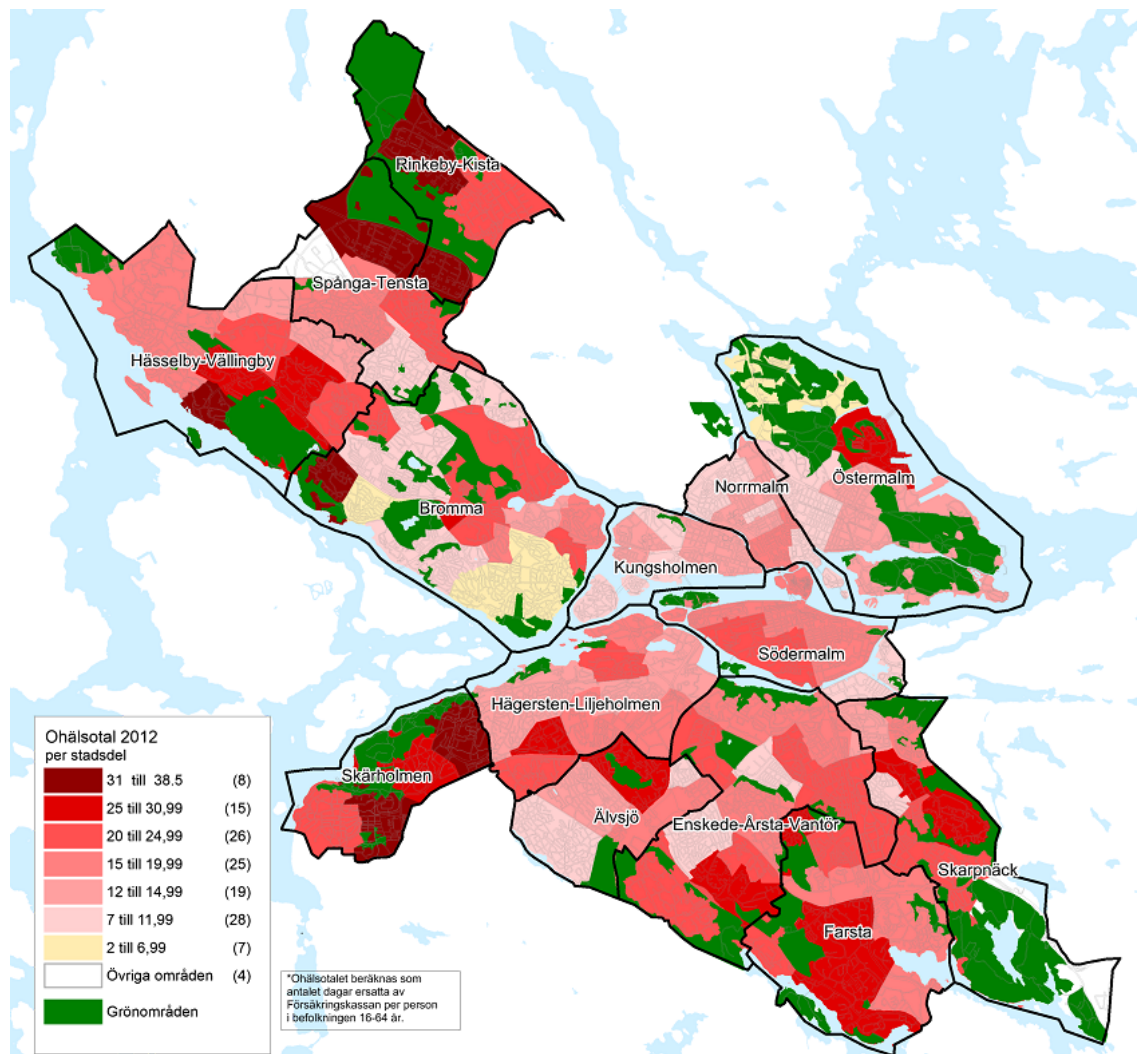 Rinkeby-Kista
Spånga-Tensta
Hässelby-Vällingby
Östermalm
Norrmalm
Bromma
Kungsholmen
Södermalm
Hägersten-Liljeholmen
Skärholmen
Älvsjö
Enskede-Årsta-Vantör
Skarpnäck
Farsta
Ohälsotal 2012
per stadsdel
31 till 38.5 (8)
25 till 30,99 (15)
20 till 24,99 (26)
15 till 19,99 (25)
12 till 14,99 (19)
7 till 11,99 (28)
2 till 6,99 (7)
Övriga områden (4)
Grönområden
*Ohälsotalet beräknas som
antalet dagar ersatta av
Försäkringskassan per person
i befolkningen 16-64 år.